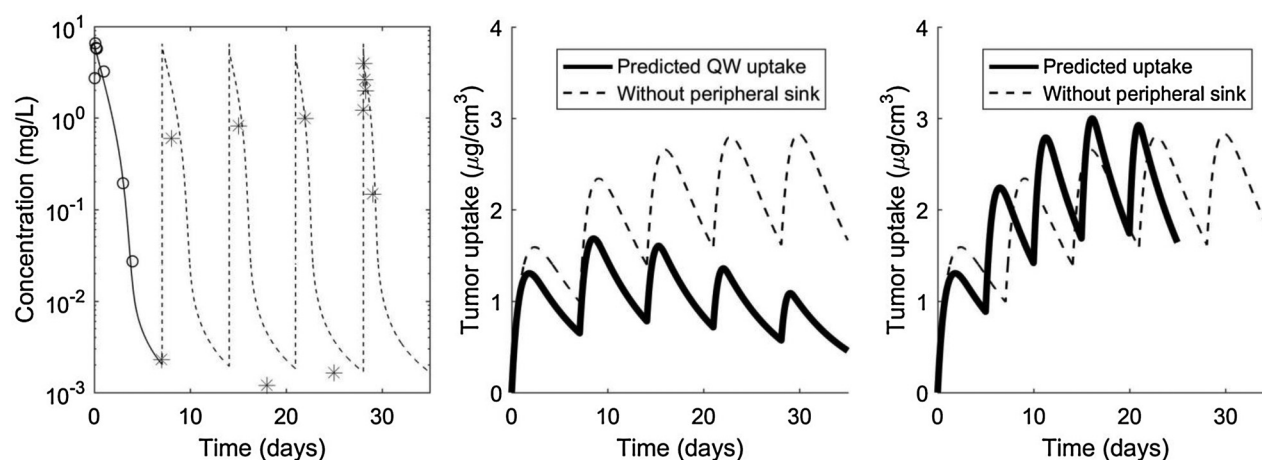 Concentration (mg/L)
10¹
10⁰
10⁻¹
10⁻²
10⁻³
0
10
20
30
Time (days)
Tumor uptake (μg/cm³)
4
3
2
1
0
Predicted QW uptake
Without peripheral sink
0
10
20
30
Time (days)
Tumor uptake (μg/cm³)
4
3
2
1
0
Predicted uptake
Without peripheral sink
0
10
20
30
Time (days)